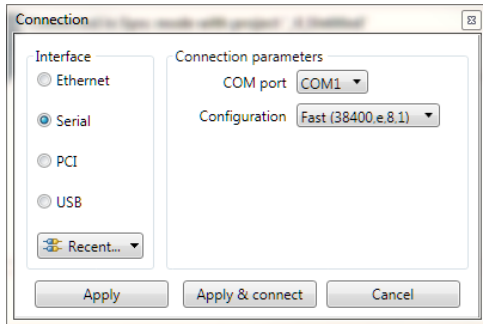 Connection
Interface
Ethernet
Serial
PCI
USB
Recent...
Connection parameters
COM port COM1
Configuration Fast (38400,e,8,1)
Apply Apply & connect Cancel